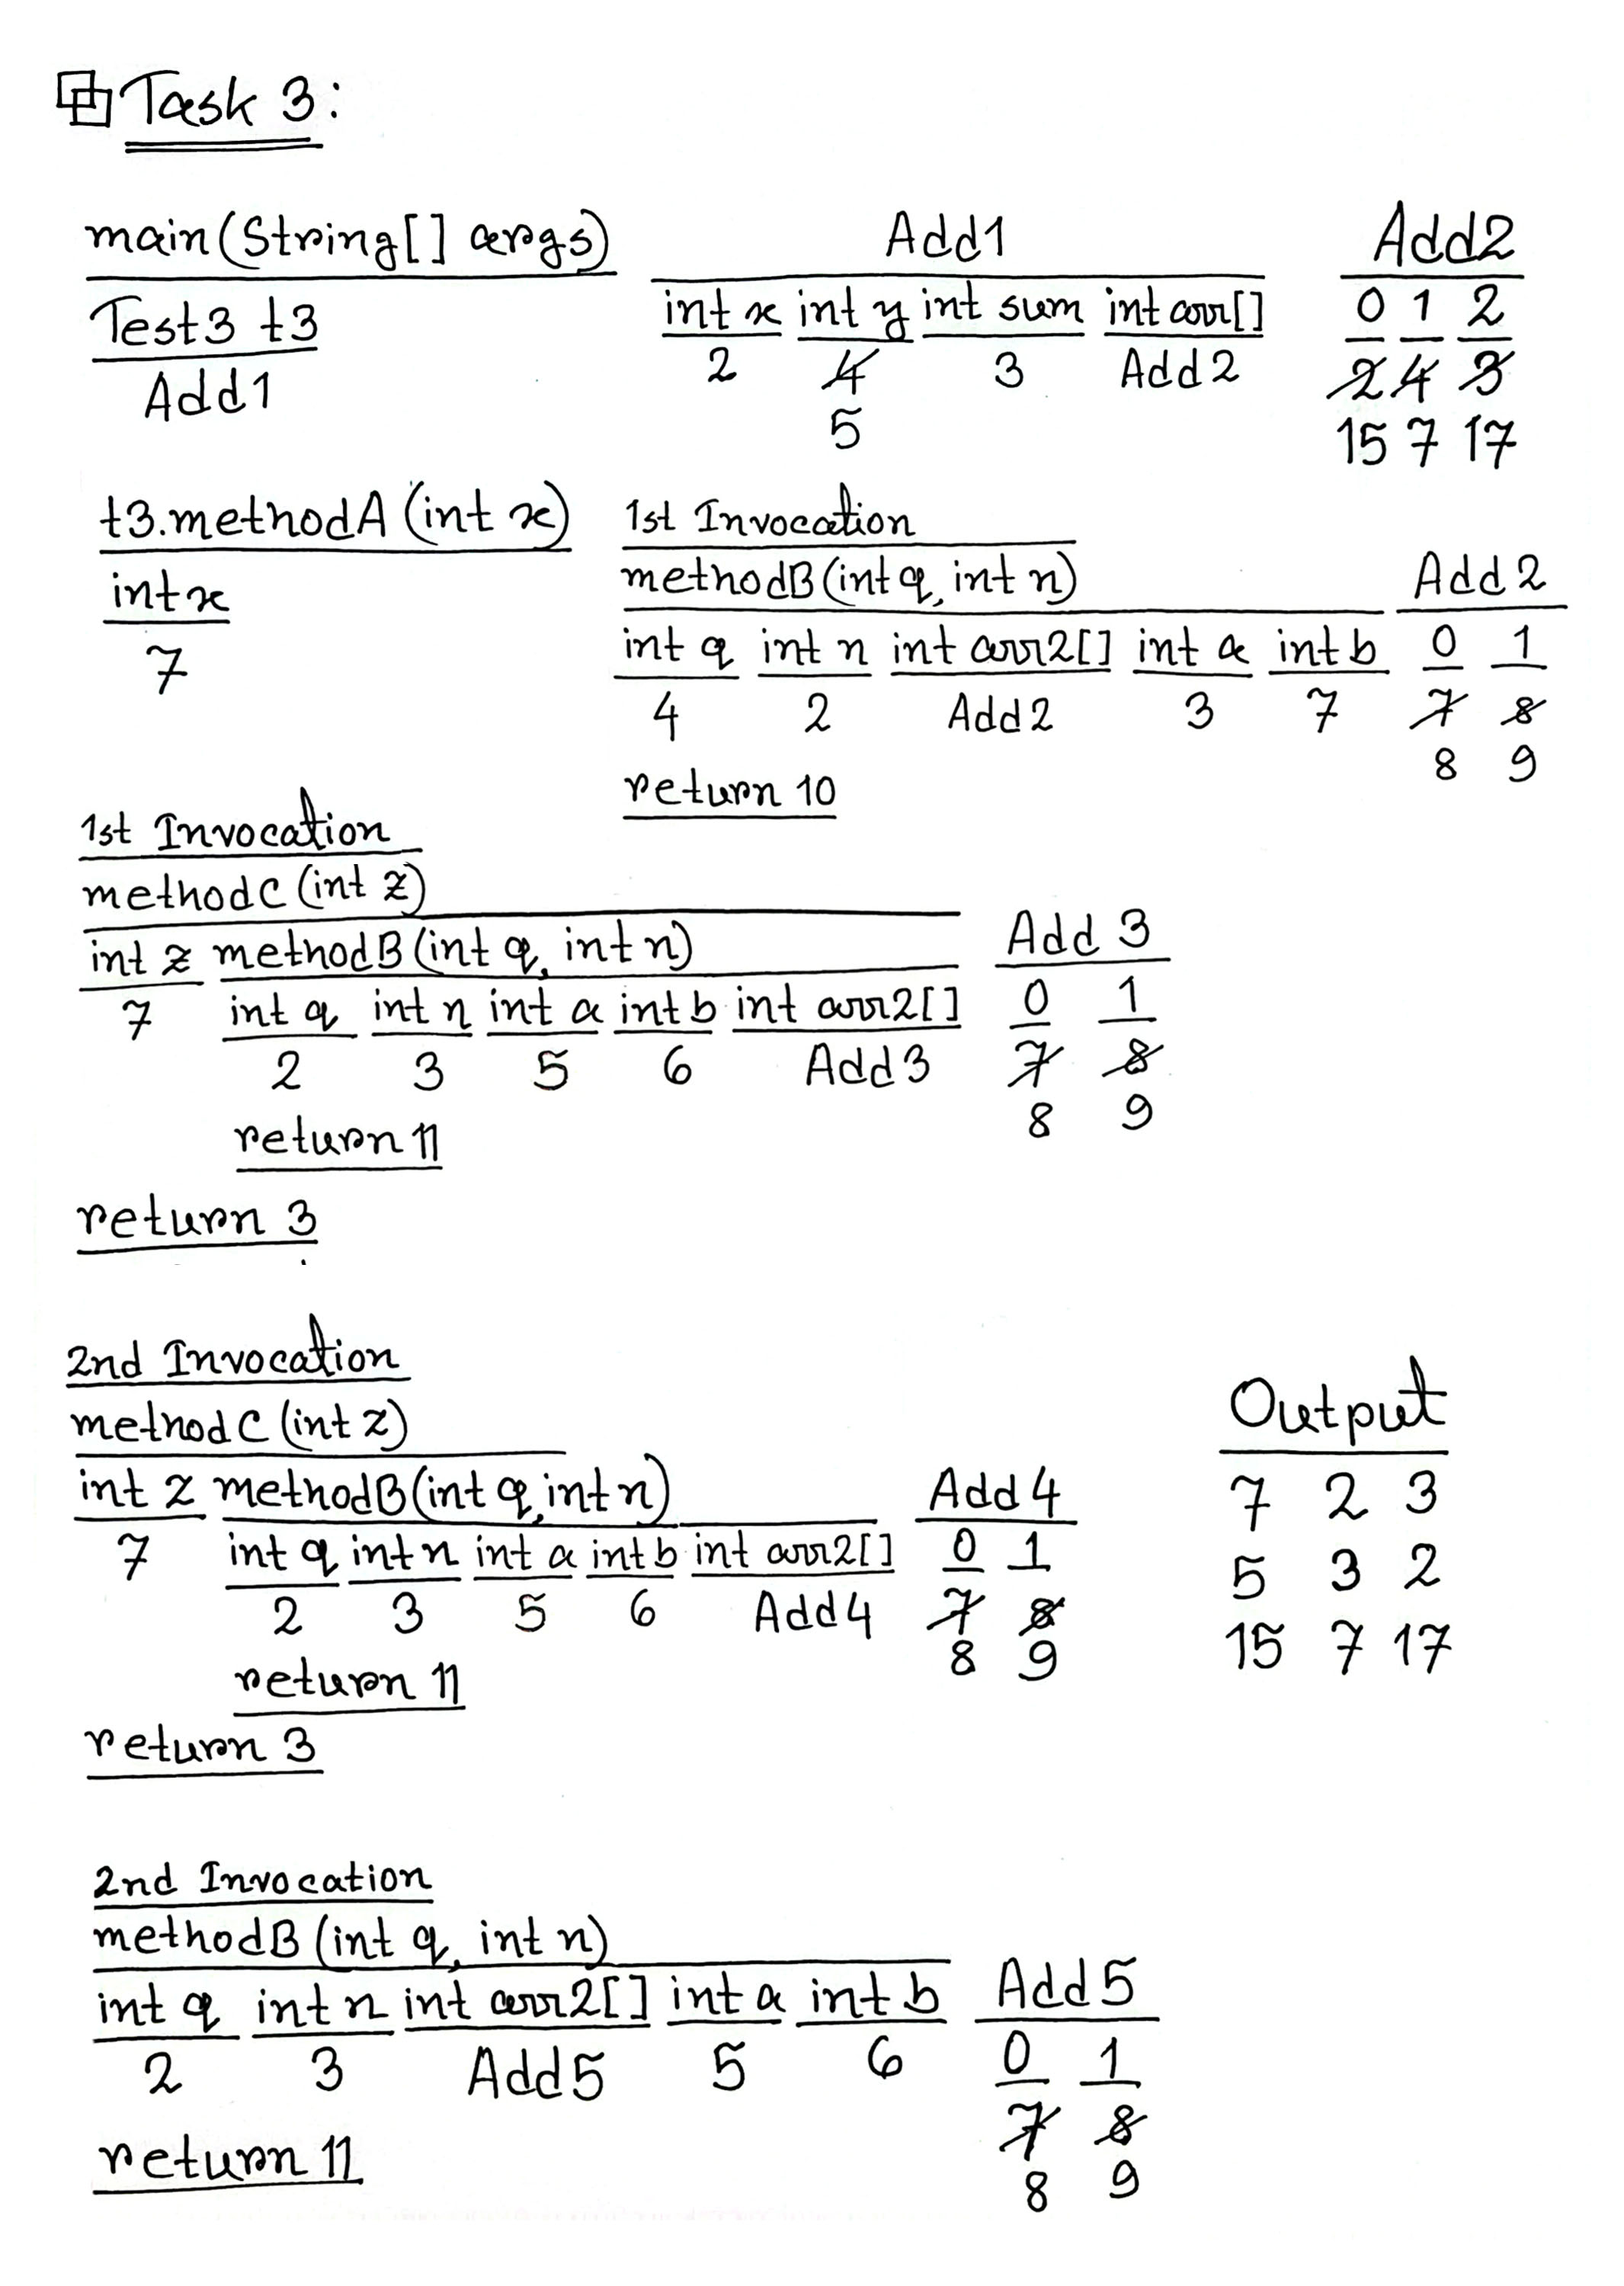 Task 3:
main(String[] args) Add1 Add2
Test3 t3 int x int y int sum int arr[] 0 1 2
Add1 2 4 3 Add2 2 4 3
5 15 7 17
t3.methodA (int x) 1st Invocation
int x methodB(int q, int n) Add2
7 int q int n int arr2[] int a int b 0 1
4 2 Add2 3 7 7 8
8 9
return 10
1st Invocation
methodC (int z)
int z methodB(int q, int n) Add 3
7 int q int n int a int b int arr2[] 0 1
2 3 5 6 Add3 7 8
8 9
return 11
return 3
2nd Invocation
methodC (int z)
int z methodB(int q, int n) Add4
7 int q int n int a int b int arr2[] 0 1
2 3 5 6 Add4 7 8
8 9
return 11
return 3
Output
7 2 3
5 3 2
15 7 17
2nd Invocation
methodB (int q, int n)
int q int n int arr2[] int a int b Add5
2 3 Add5 5 6 0 1
7 8
8 9
return 11